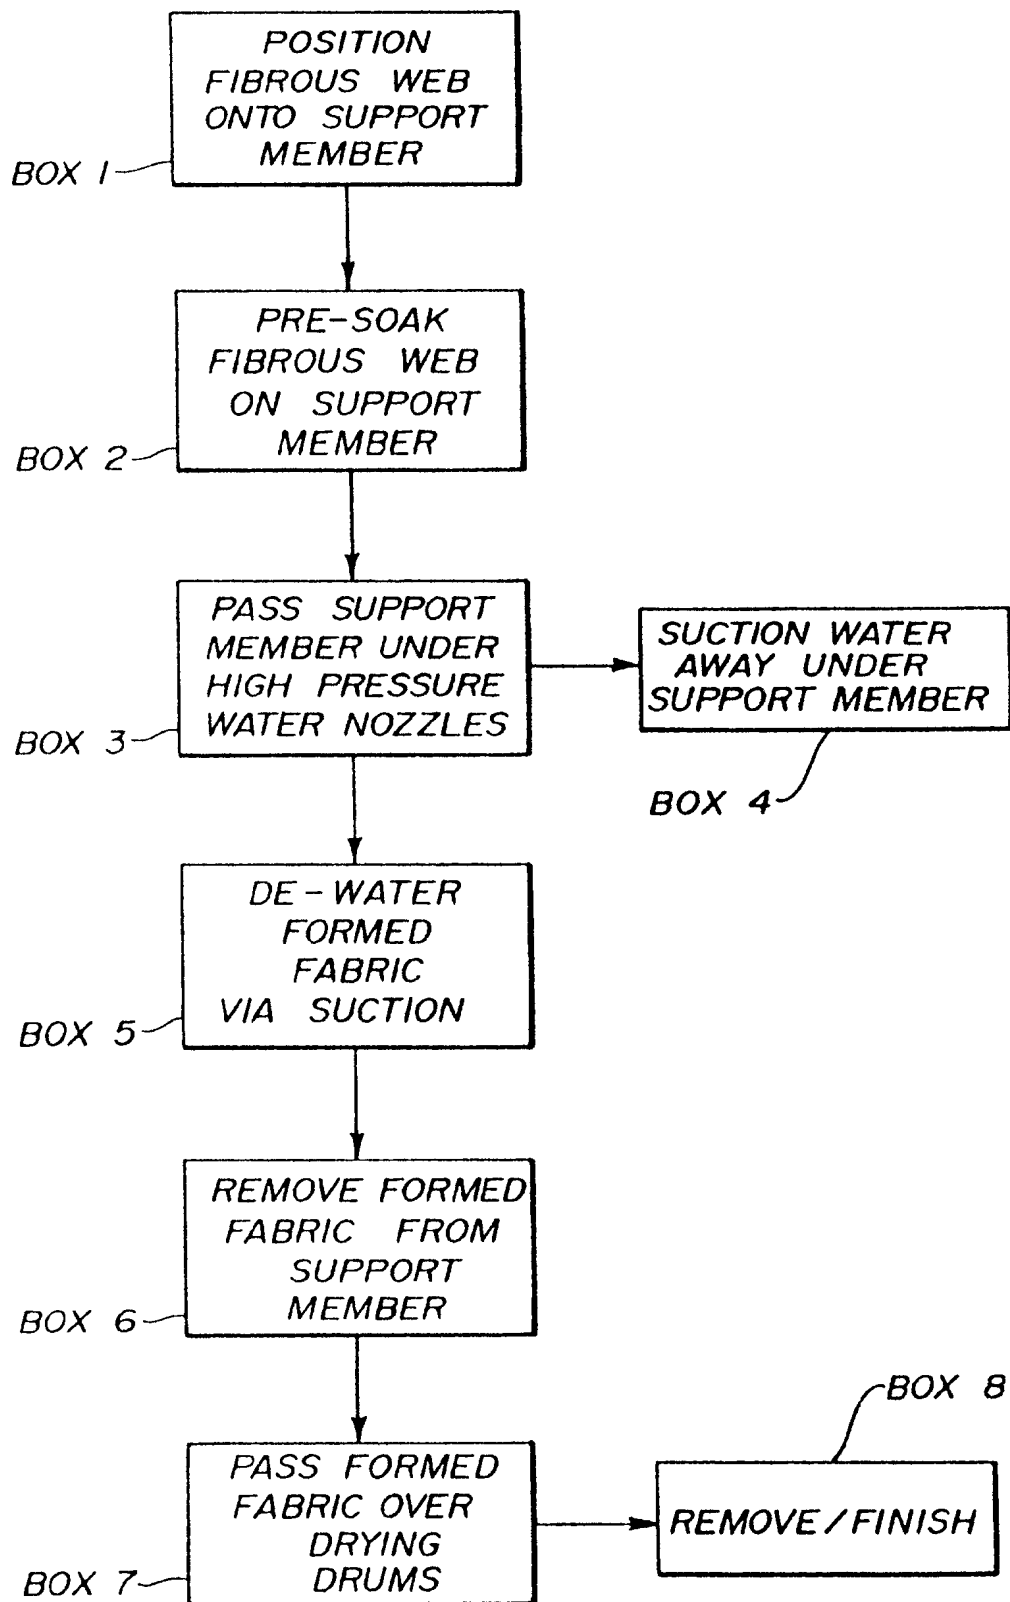 POSITION
FIBROUS WEB
ONTO SUPPORT
MEMBER
BOX 1
PRE-SOAK
FIBROUS WEB
ON SUPPORT
MEMBER
BOX 2
PASS SUPPORT
MEMBER UNDER
HIGH PRESSURE
WATER NOZZLES
BOX 3
SUCTION WATER
AWAY UNDER
SUPPORT MEMBER
BOX 4
DE-WATER
FORMED
FABRIC
VIA SUCTION
BOX 5
REMOVE FORMED
FABRIC FROM
SUPPORT
MEMBER
BOX 6
PASS FORMED
FABRIC OVER
DRYING
DRUMS
BOX 7
BOX 8
REMOVE/FINISH